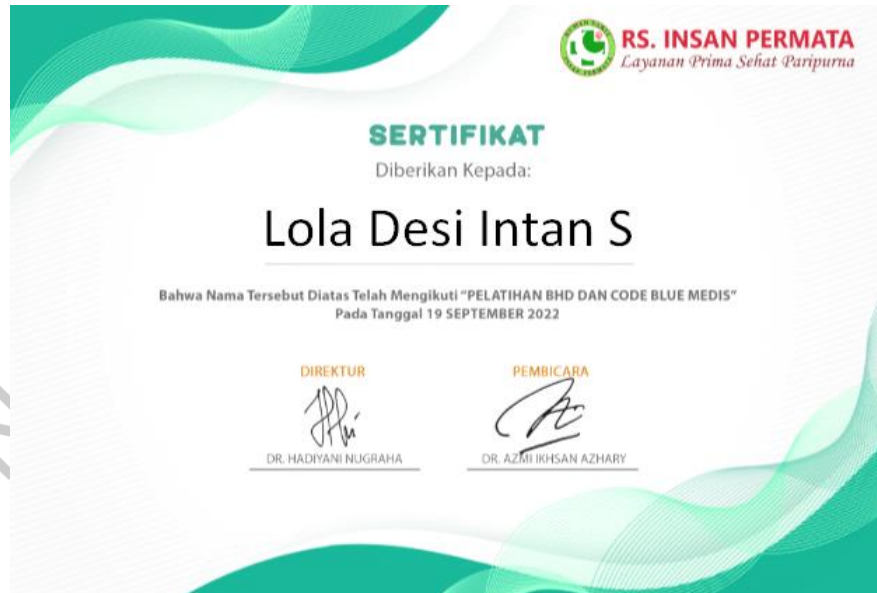 RS. INSAN PERMATA
Layanan Prima Sehat Paripurna
SERTIFIKAT
Diberikan Kepada:
Lola Desi Intan S
Bahwa Nama Tersebut Diatas Telah Mengikuti "PELATIHAN BHD DAN CODE BLUE MEDIS"
Pada Tanggal 19 SEPTEMBER 2022
DIREKTUR
DR. HADIYANI NUGRAHA
PEMBICARA
DR. AZMI IKHSAN AZHARY